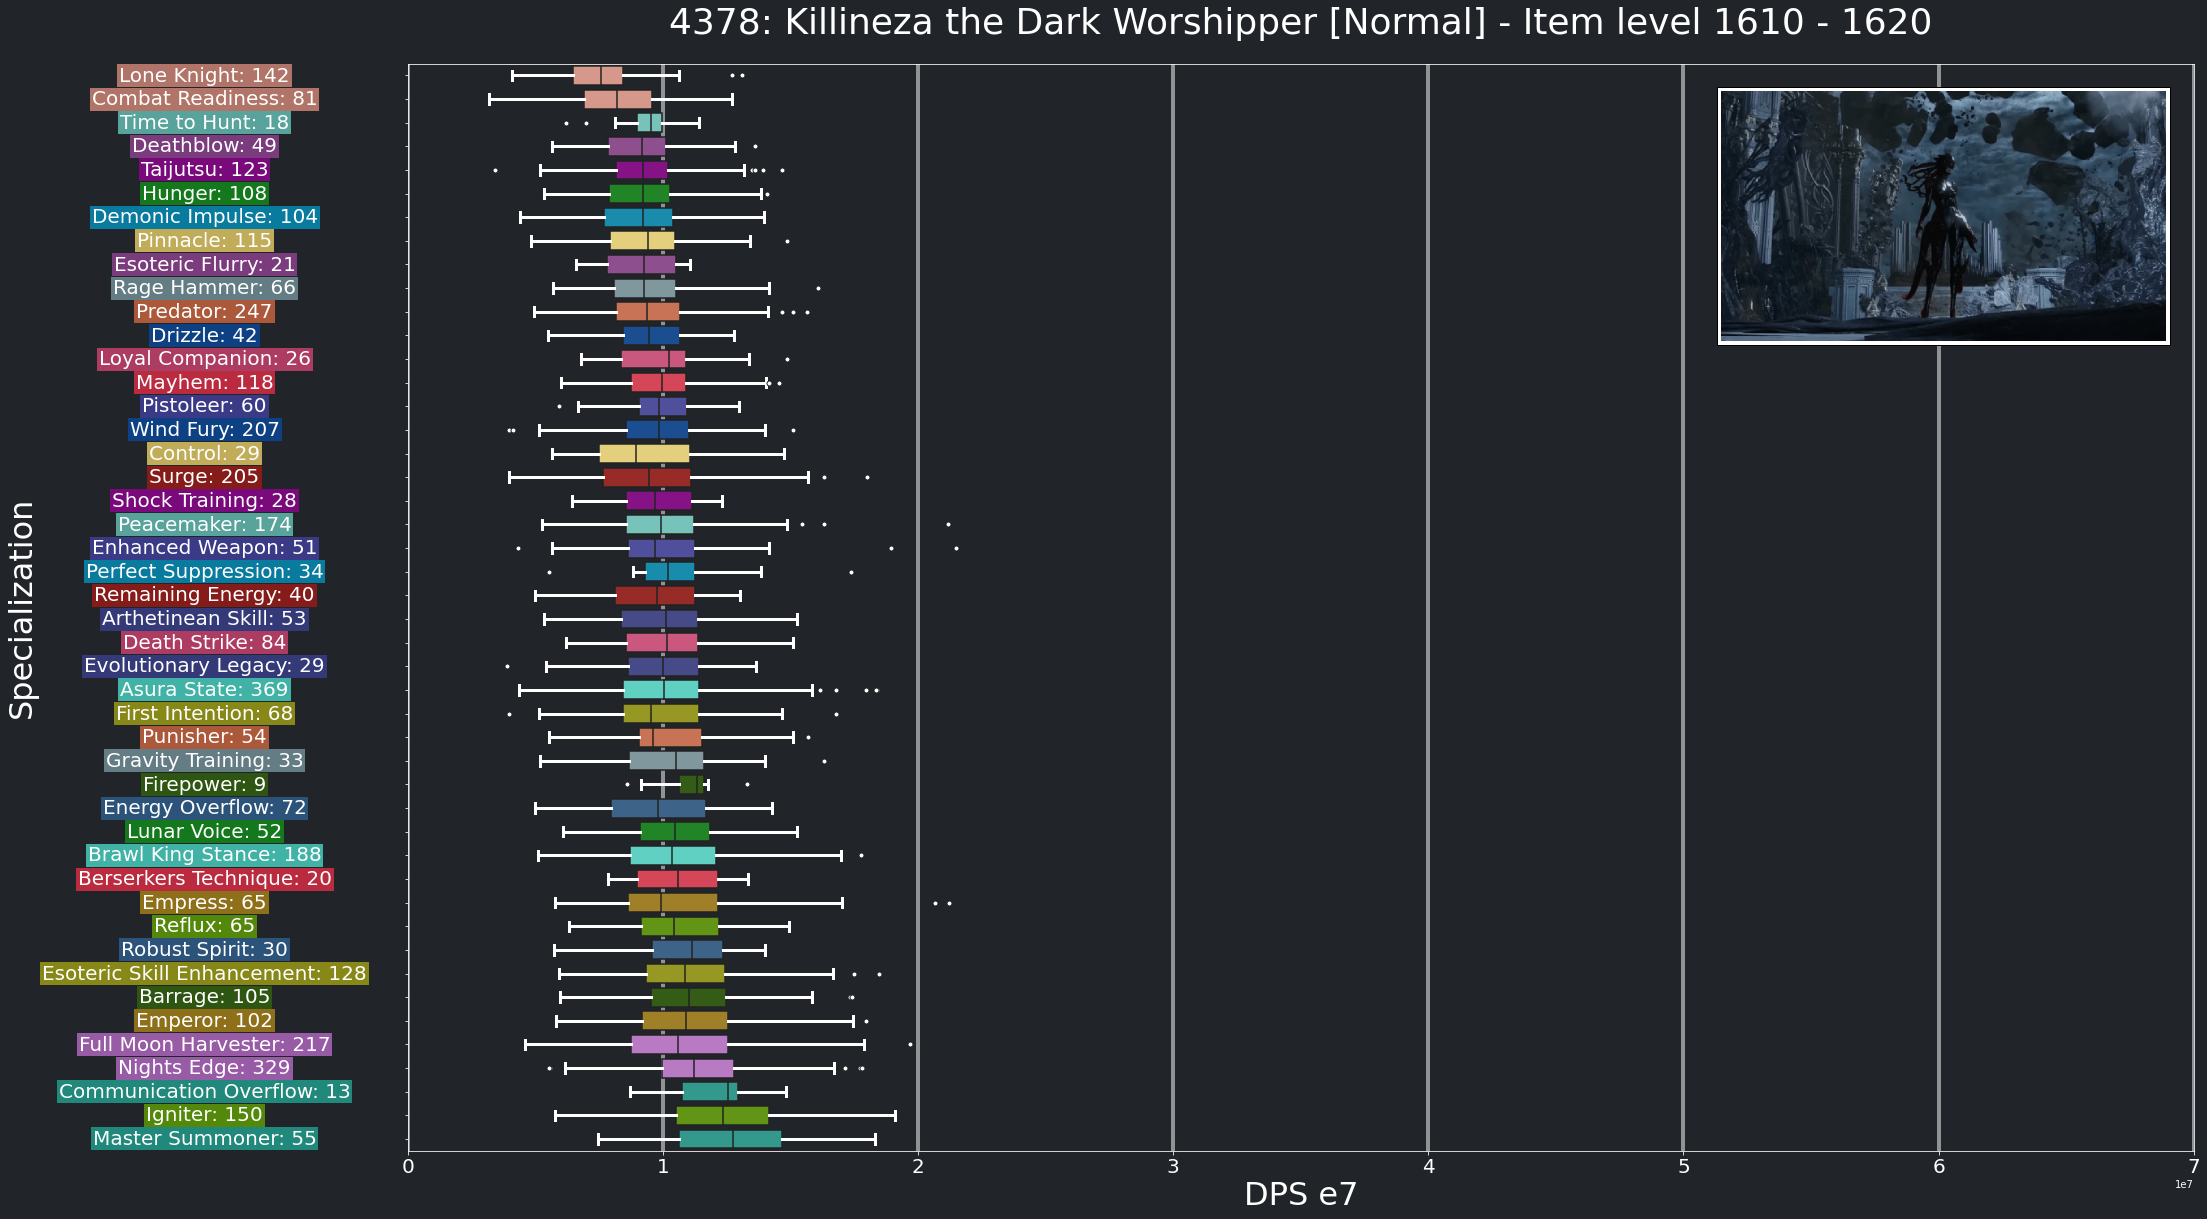 4378: Killineza the Dark Worshipper [Normal] - Item level 1610 - 1620
Specialization
Lone Knight: 142
Combat Readiness: 81
Time to Hunt: 18
Deathblow: 49
Taijutsu: 123
Hunger: 108
Demonic Impulse: 104
Pinnacle: 115
Esoteric Flurry: 21
Rage Hammer: 66
Predator: 247
Drizzle: 42
Loyal Companion: 26
Mayhem: 118
Pistoleer: 60
Wind Fury: 207
Control: 29
Surge: 205
Shock Training: 28
Peacemaker: 174
Enhanced Weapon: 51
Perfect Suppression: 34
Remaining Energy: 40
Arthetinean Skill: 53
Death Strike: 84
Evolutionary Legacy: 29
Asura State: 369
First Intention: 68
Punisher: 54
Gravity Training: 33
Firepower: 9
Energy Overflow: 72
Lunar Voice: 52
Brawl King Stance: 188
Berserkers Technique: 20
Empress: 65
Reflux: 65
Robust Spirit: 30
Esoteric Skill Enhancement: 128
Barrage: 105
Emperor: 102
Full Moon Harvester: 217
Nights Edge: 329
Communication Overflow: 13
Igniter: 150
Master Summoner: 55
0 1 2 3 4 5 6 7
1e7
DPS e7